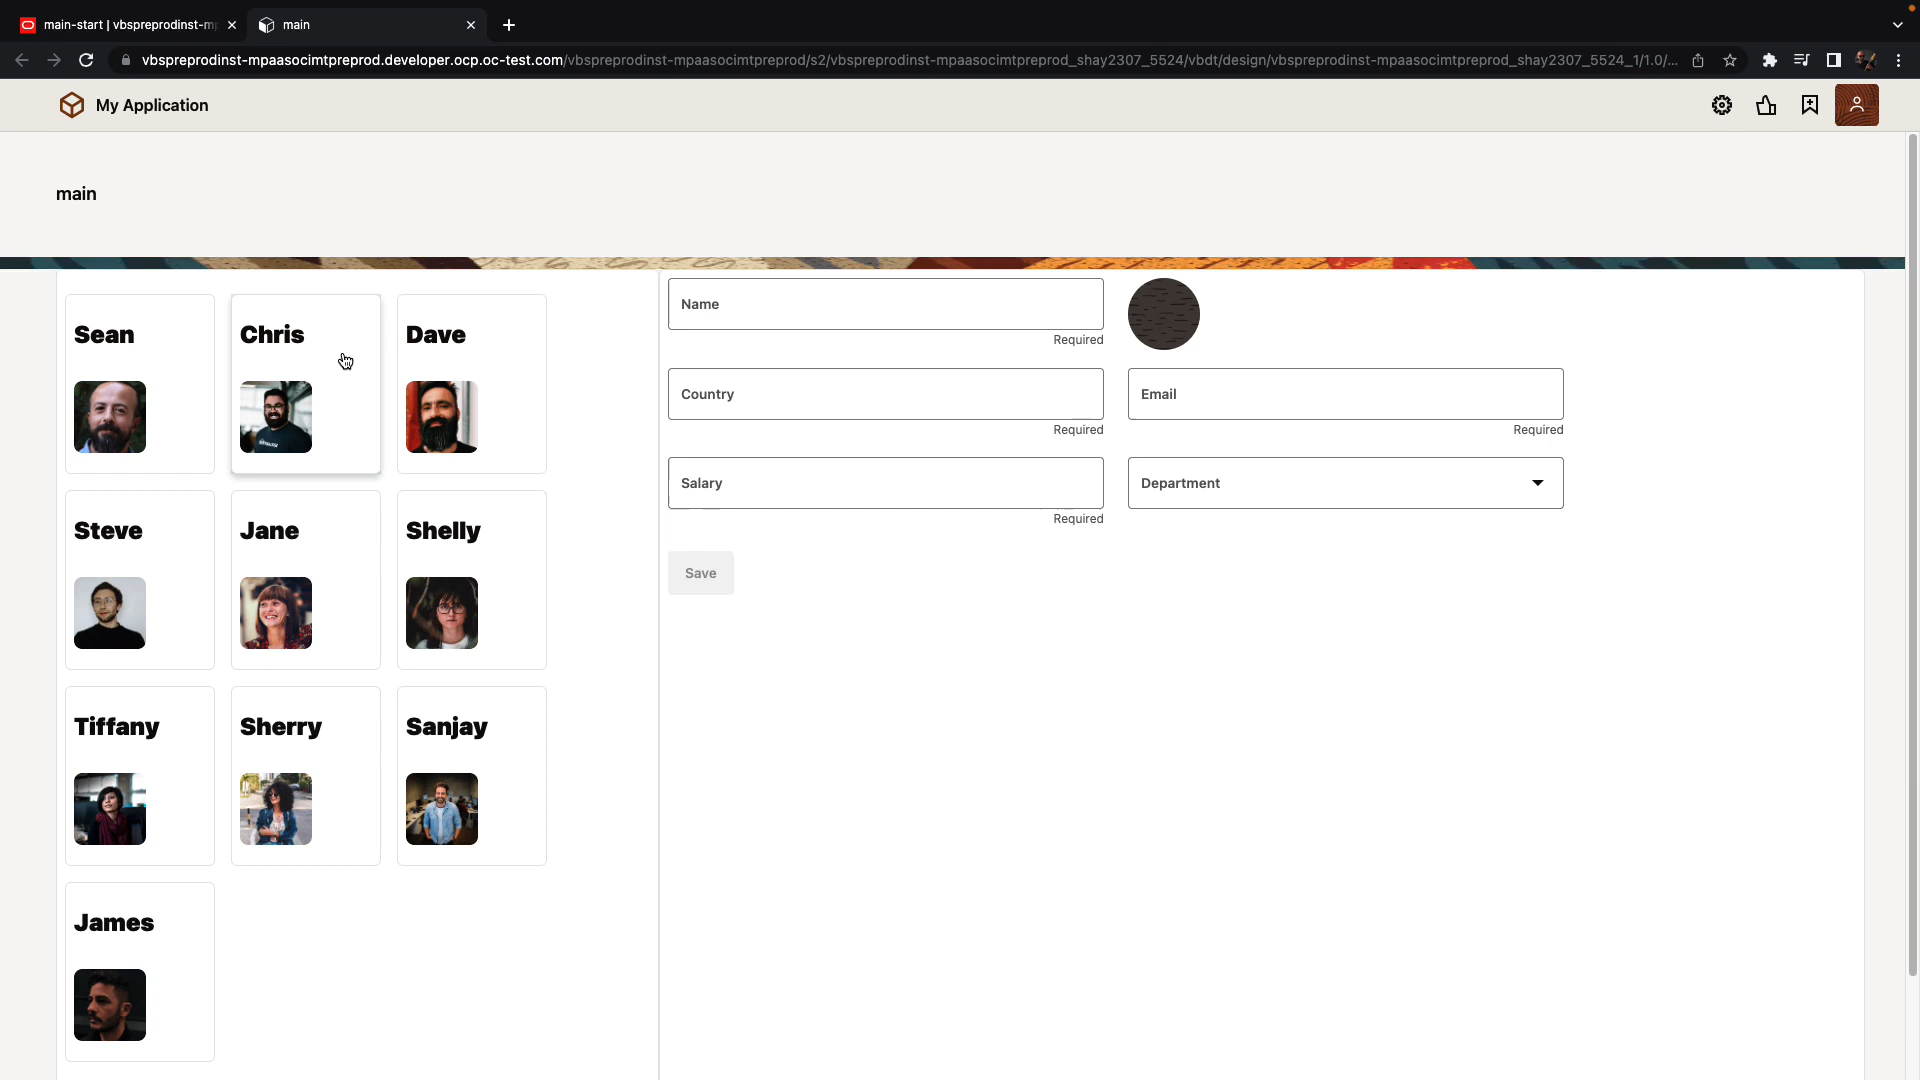 main-start | vbspreprodinst-mp
main
vbspreprodinst-mpaasocimtpreprod.developer.ocp.oc-test.com/vbspreprodinst-mpaasocimtpreprod/s2/vbspreprodinst-mpaasocimtpreprod_shay2307_5524/vbdt/design/vbspreprodinst-mpaasocimtpreprod_shay2307_5524_1/1.0/...
My Application
main
Sean
Chris
Dave
Steve
Jane
Shelly
Tiffany
Sherry
Sanjay
James
Name
Required
Country
Required
Email
Required
Salary
Required
Department
Save